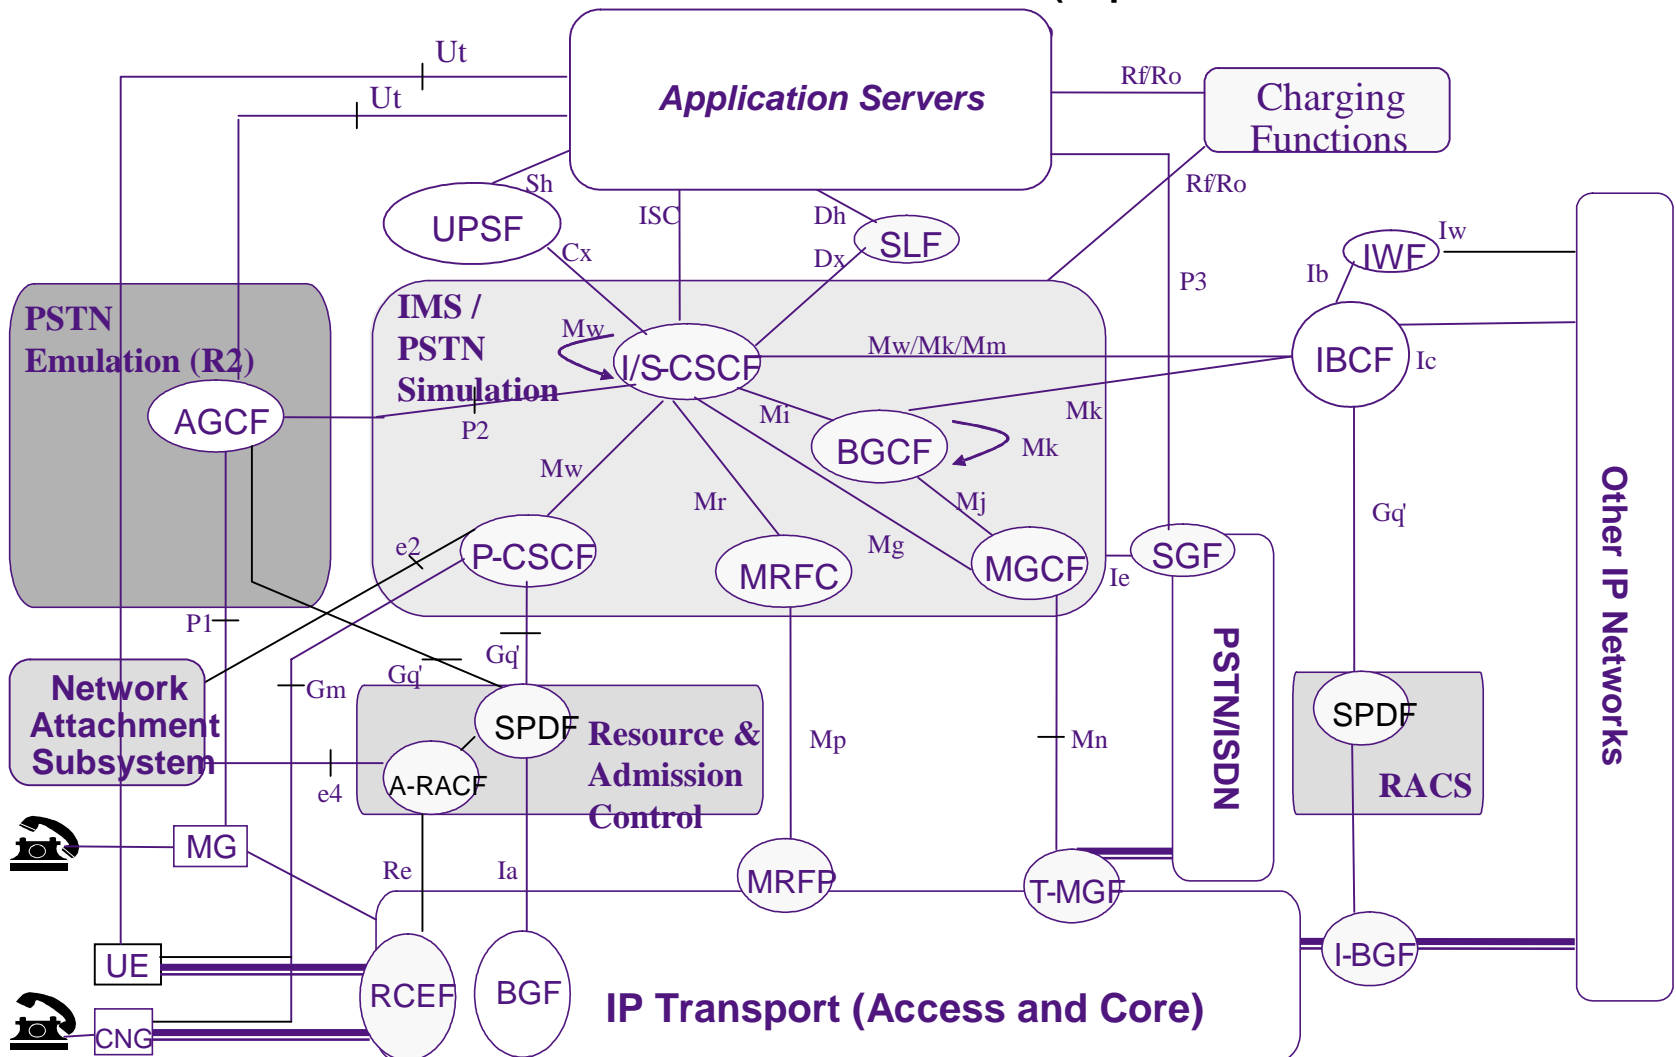 Ut
Ut
Application Servers
Rf/Ro
Charging
Functions
Sh
ISC
Dh
Rf/Ro
UPSF
SLF
Cx
Dx
P3
Iw
IWF
Ib
PSTN
Emulation (R2)
IMS /
PSTN
Simulation
Mw
I/S-CSCF
Mw/Mk/Mm
IBCF
Ic
AGCF
P2
Mi
Mk
BGCF
Mk
Mw
Mr
Mj
Mg
Gq'
e2
P-CSCF
MRFC
MGCF
Ie
SGF
Other IP Networks
P1
Gq'
Gq'
PSTN/ISDN
Network
Attachment
Subsystem
Gm
SPDF
Resource &
Admission
Control
A-RACF
e4
Mp
Mn
SPDF
RACS
MG
Re
Ia
MRFP
T-MGF
UE
RCEF
BGF
I-BGF
IP Transport (Access and Core)
CNG